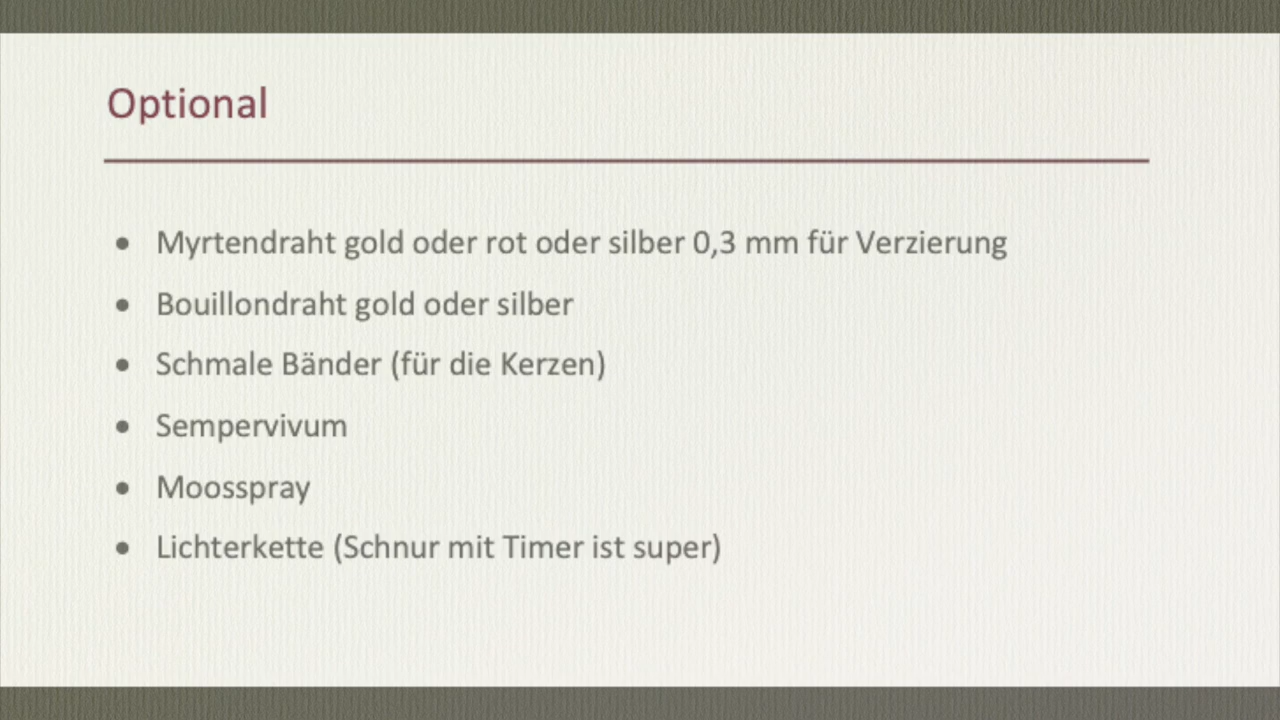 Optional
• Myrtendraht gold oder rot oder silber 0,3 mm für Verzierung
• Bouillondraht gold oder silber
• Schmale Bänder (für die Kerzen)
• Sempervivum
• Moosspray
• Lichterkette (Schnur mit Timer ist super)